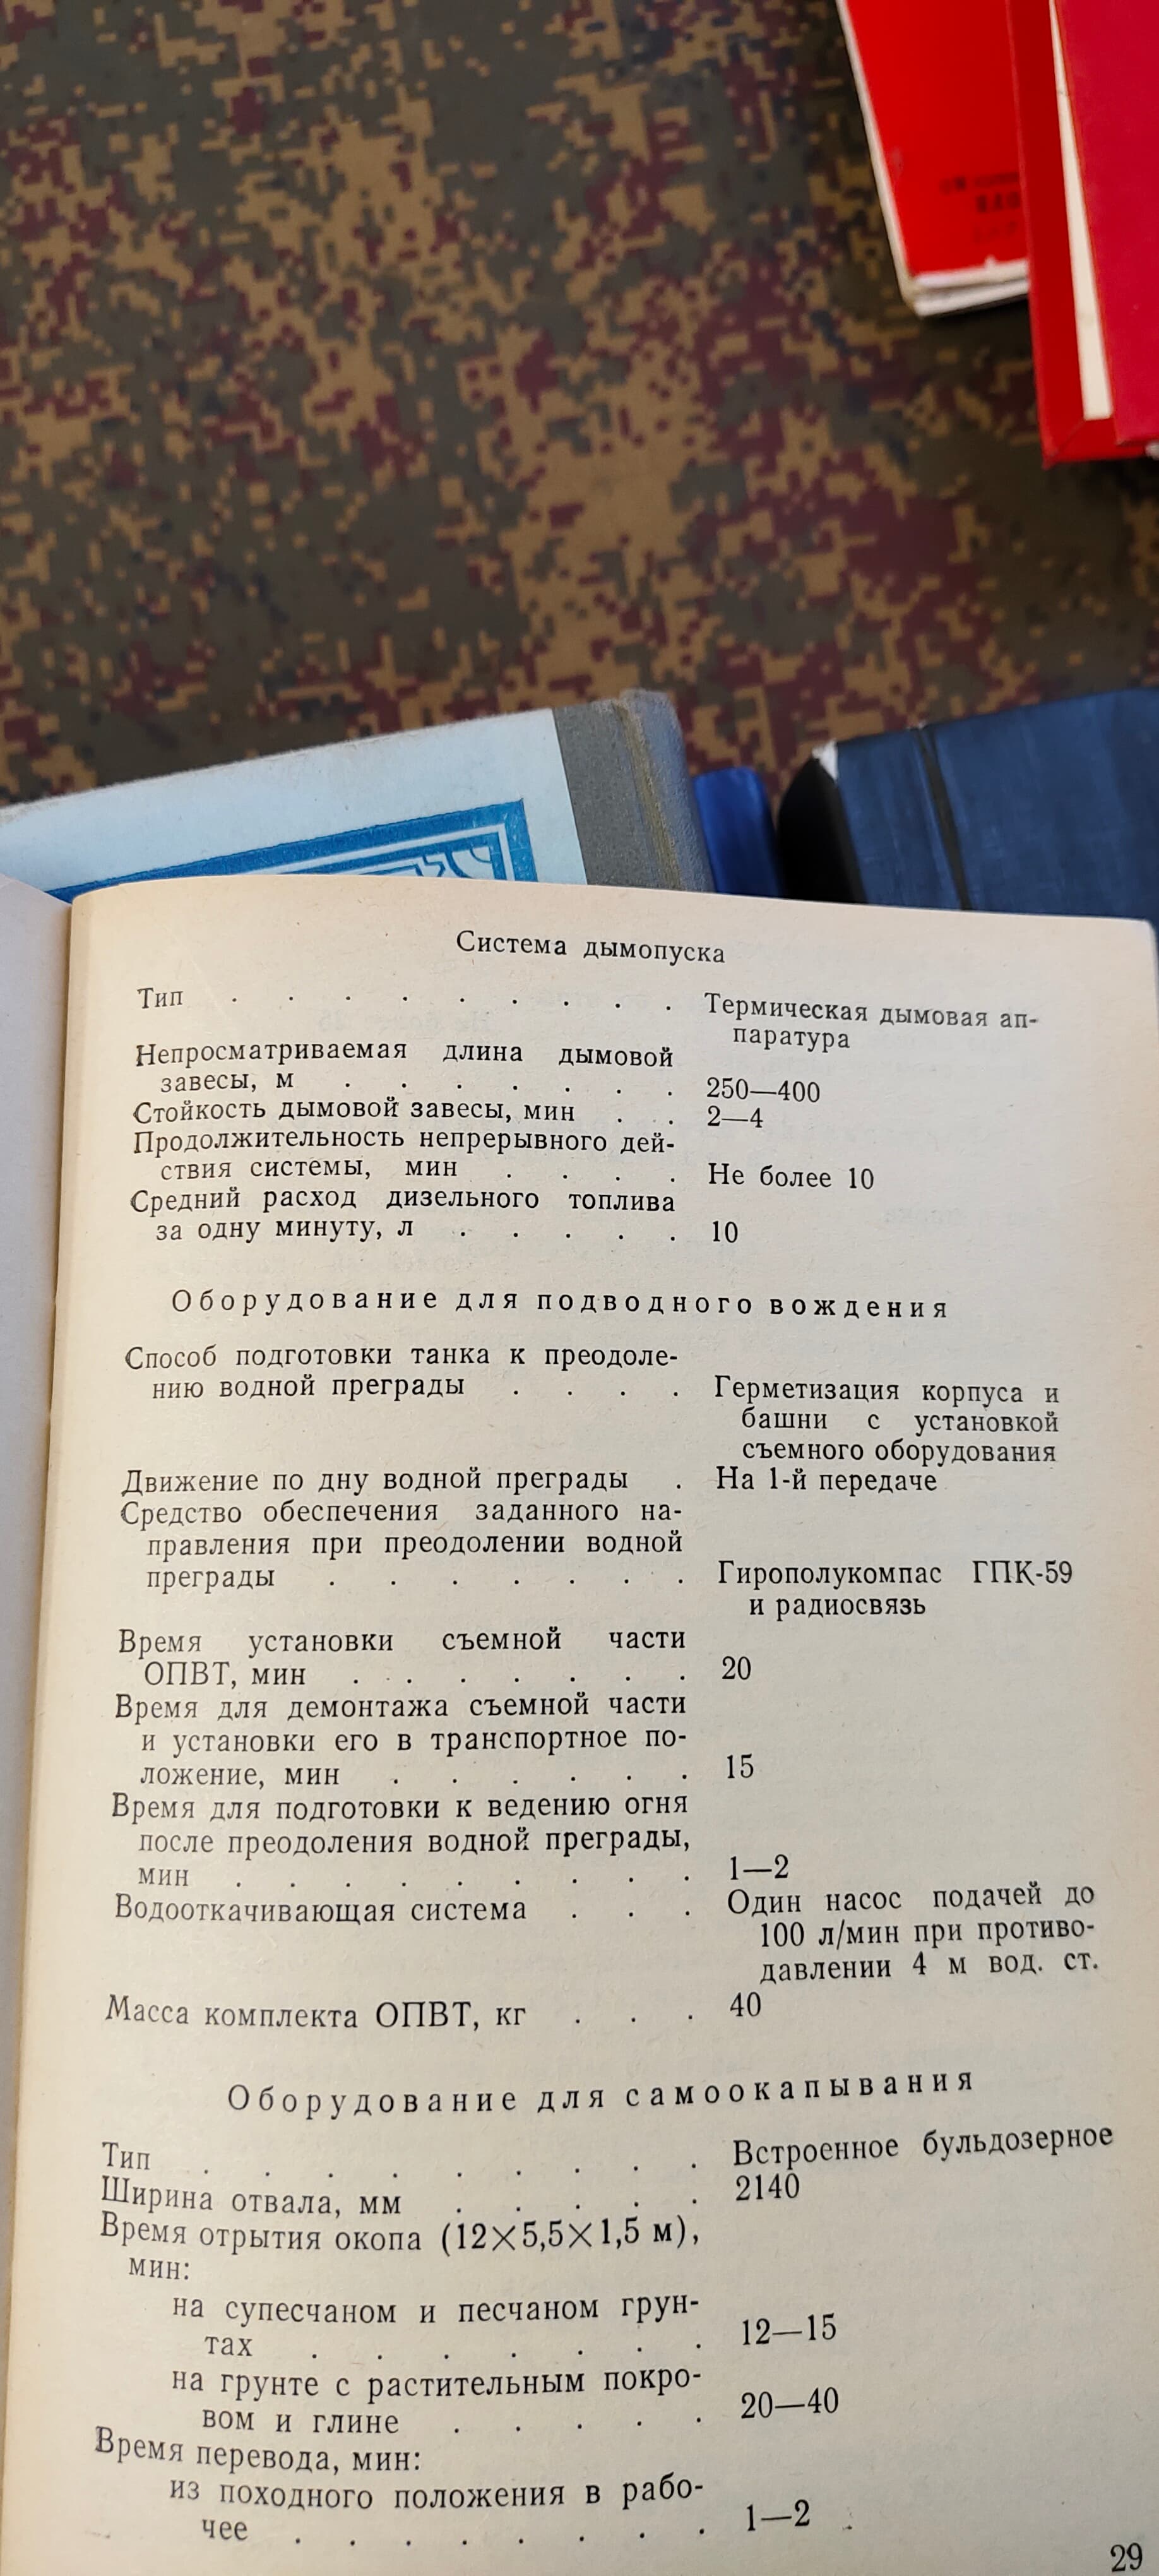 Система дымопуска
Тип . . . . . . . . . Термическая дымовая ап-
паратура
Непросматриваемая длина дымовой
завесы, м . . . . . . . 250—400
Стойкость дымовой завесы, мин . . 2—4
Продолжительность непрерывного дей-
ствия системы, мин . . . . Не более 10
Средний расход дизельного топлива
за одну минуту, л . . . . . 10
Оборудование для подводного вождения
Способ подготовки танка к преодоле-
нию водной преграды . . . . Герметизация корпуса и
башни с установкой
съемного оборудования
Движение по дну водной преграды . На 1-й передаче
Средство обеспечения заданного на-
правления при преодолении водной
преграды . . . . . . . Гирополукомпас ГПК-59
и радиосвязь
Время установки съемной части
ОПВТ, мин . . . . . . . 20
Время для демонтажа съемной части
и установки его в транспортное по-
ложение, мин . . . . . . 15
Время для подготовки к ведению огня
после преодоления водной преграды,
мин . . . . . . . . . 1—2
Водооткачивающая система . . . Один насос подачей до
100 л/мин при противо-
давлении 4 м вод. ст.
Масса комплекта ОПВТ, кг . . . 40
Оборудование для самоокапывания
Тип . . . . . . . . . Встроенное бульдозерное
Ширина отвала, мм . . . . . 2140
Время отрытия окопа (12×5,5×1,5 м),
мин:
на супесчаном и песчаном грун-
тах . . . . . . . 12—15
на грунте с растительным покро-
вом и глине . . . . . 20—40
Время перевода, мин:
из походного положения в рабо-
чее . . . . . . . . 1—2
29